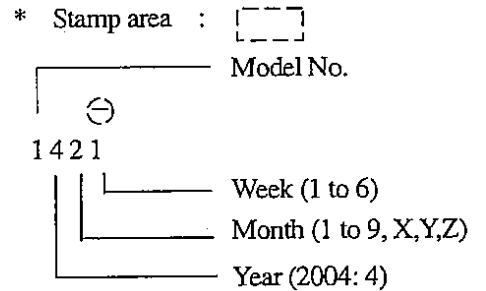 * Stamp area :
Model No.
1421
Week (1 to 6)
Month (1 to 9, X,Y,Z)
Year (2004: 4)